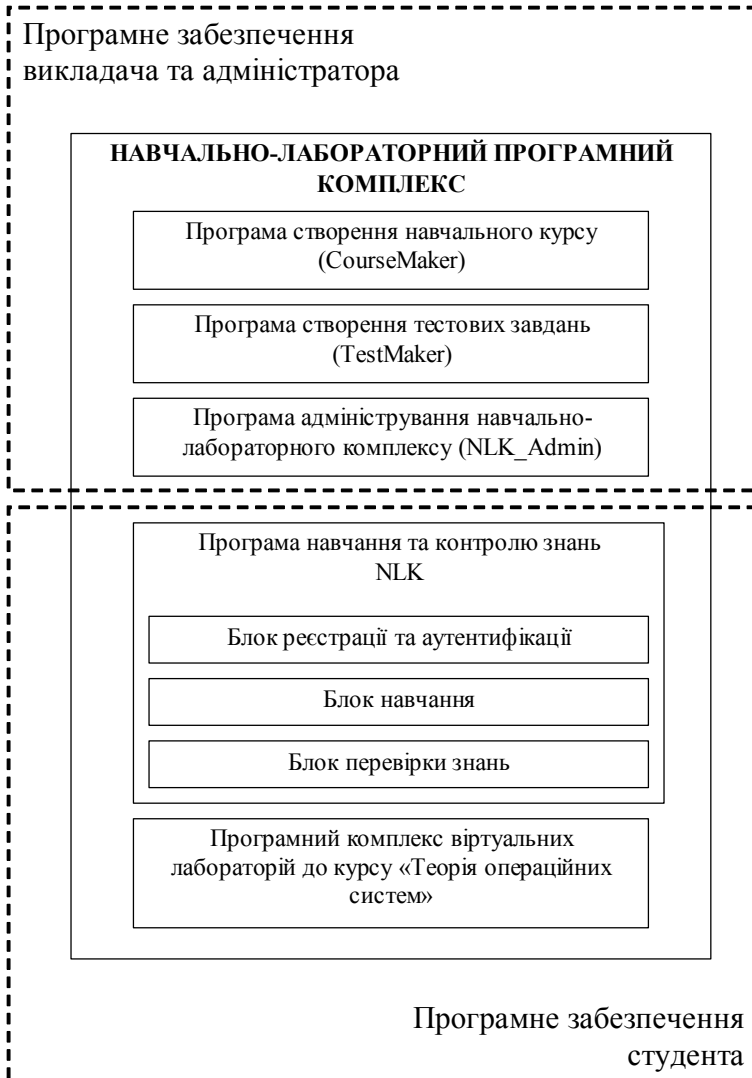 Програмне забезпечення
викладача та адміністратора
НАВЧАЛЬНО-ЛАБОРАТОРНИЙ ПРОГРАМНИЙ
КОМПЛЕКС
Програма створення навчального курсу
(CourseMaker)
Програма створення тестових завдань
(TestMaker)
Програма адміністрування навчально-
лабораторного комплексу (NLK_Admin)
Програма навчання та контролю знань
NLK
Блок реєстрації та аутентифікації
Блок навчання
Блок перевірки знань
Програмний комплекс віртуальних
лабораторій до курсу «Теорія операційних
систем»
Програмне забезпечення
студента